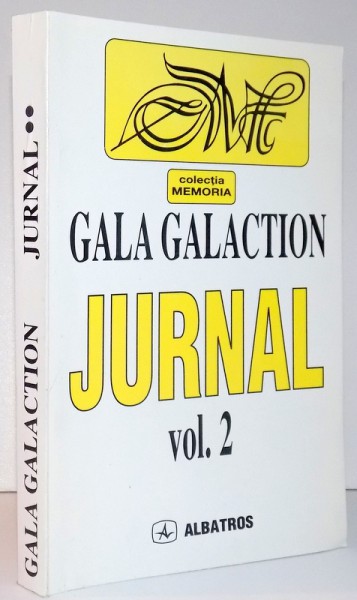 colecția
MEMORIA
GALA GALACTION
JURNAL
vol. 2
ALBATROS
GALA GALACTION JURNAL ●●